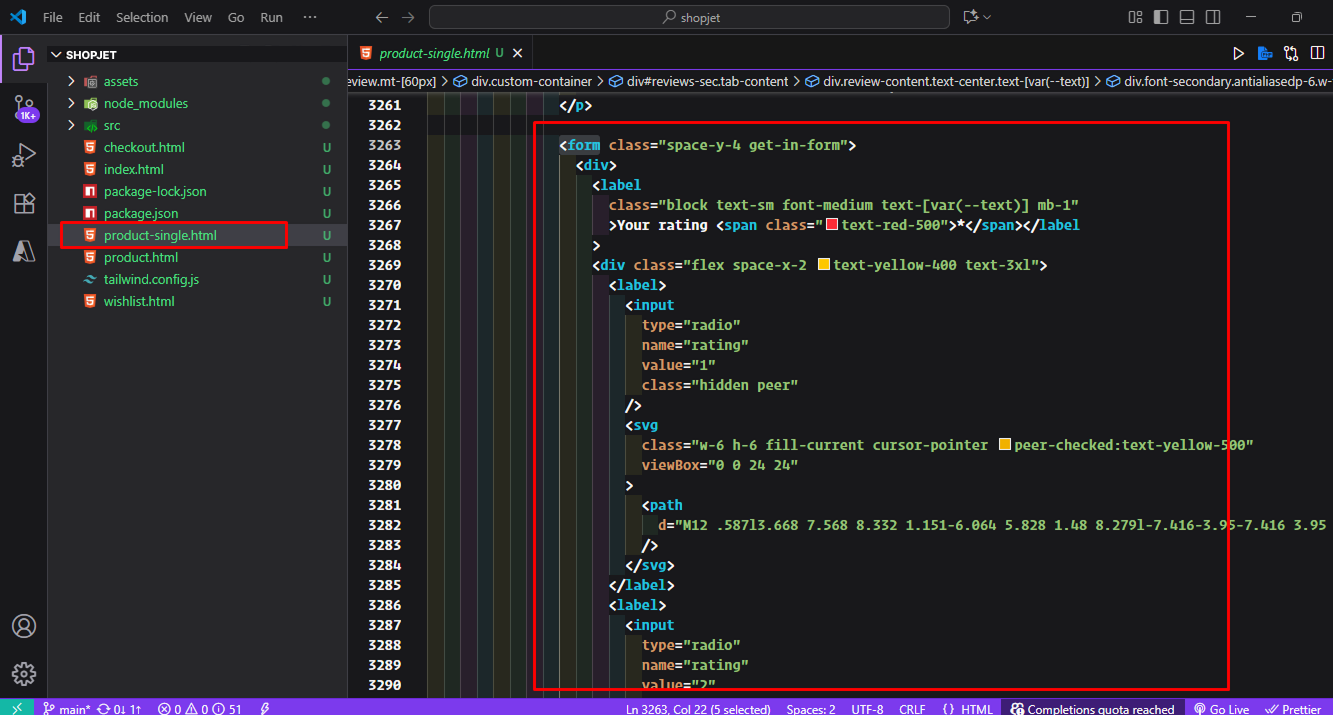 File Edit Selection View Go Run ··· shopjet
SHOPJET
assets
node_modules
src
checkout.html U
index.html U
package-lock.json U
package.json U
product-single.html U
product.html U
tailwind.config.js U
wishlist.html U
1K+
product-single.html U
eview.mt-[60px] > div.custom-container > div#reviews-sec.tab-content > div.review-content.text-center.text-[var(--text)] > div.font-secondary.antialiasedp-6.w-
3261 </p>
3262
3263 <form class="space-y-4 get-in-form">
3264 <div>
3265 <label
3266 class="block text-sm font-medium text-[var(--text)] mb-1"
3267 >Your rating <span class="text-red-500">*</span></label
3268 >
3269 <div class="flex space-x-2 text-yellow-400 text-3xl">
3270 <label>
3271 <input
3272 type="radio"
3273 name="rating"
3274 value="1"
3275 class="hidden peer"
3276 />
3277 <svg
3278 class="w-6 h-6 fill-current cursor-pointer peer-checked:text-yellow-500"
3279 viewBox="0 0 24 24"
3280 >
3281 <path
3282 d="M12 .587l3.668 7.568 8.332 1.151-6.064 5.828 1.48 8.279l-7.416-3.95-7.416 3.95
3283 />
3284 </svg>
3285 </label>
3286 <label>
3287 <input
3288 type="radio"
3289 name="rating"
3290 value="2"
main* 0↓ 1↑ 0 0 51 Ln 3263, Col 22 (5 selected) Spaces: 2 UTF-8 CRLF {} HTML Completions quota reached Go Live Prettier